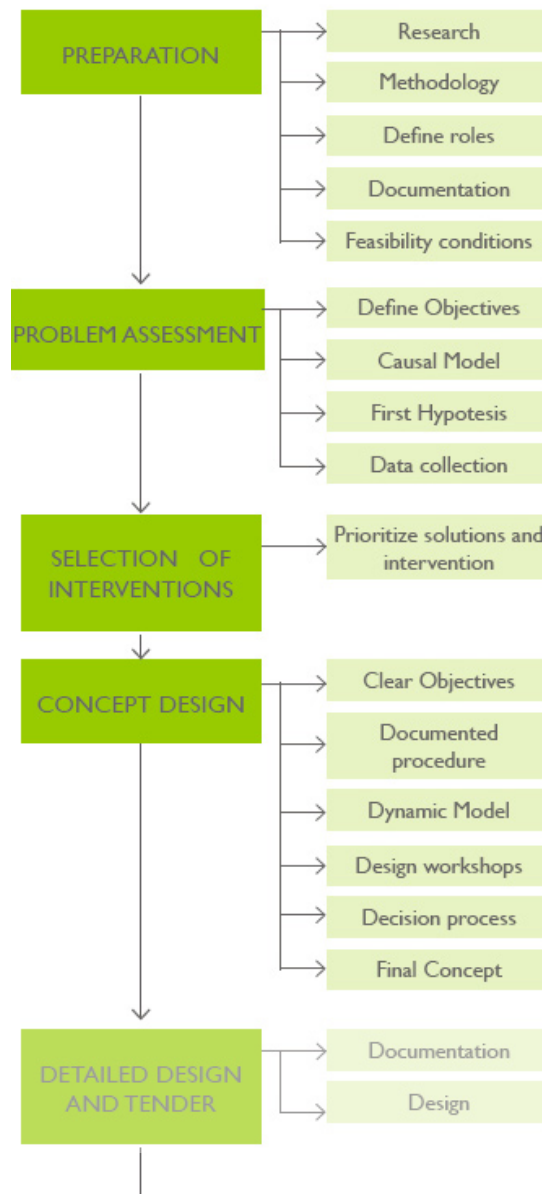 PREPARATION
Research
Methodology
Define roles
Documentation
Feasibility conditions
PROBLEM ASSESSMENT
Define Objectives
Causal Model
First Hypotesis
Data collection
SELECTION OF
INTERVENTIONS
Prioritize solutions and
intervention
CONCEPT DESIGN
Clear Objectives
Documented
procedure
Dynamic Model
Design workshops
Decision process
Final Concept
DETAILED DESIGN
AND TENDER
Documentation
Design